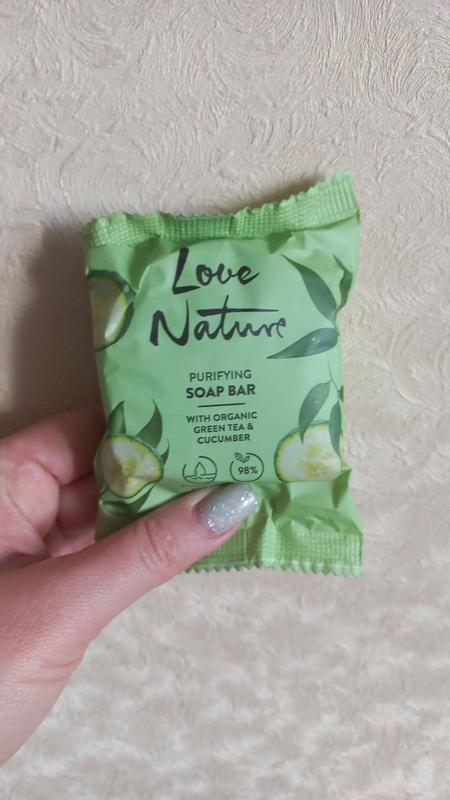 Love
Nature
PURIFYING
SOAP BAR
WITH ORGANIC
GREEN TEA &
CUCUMBER
98%